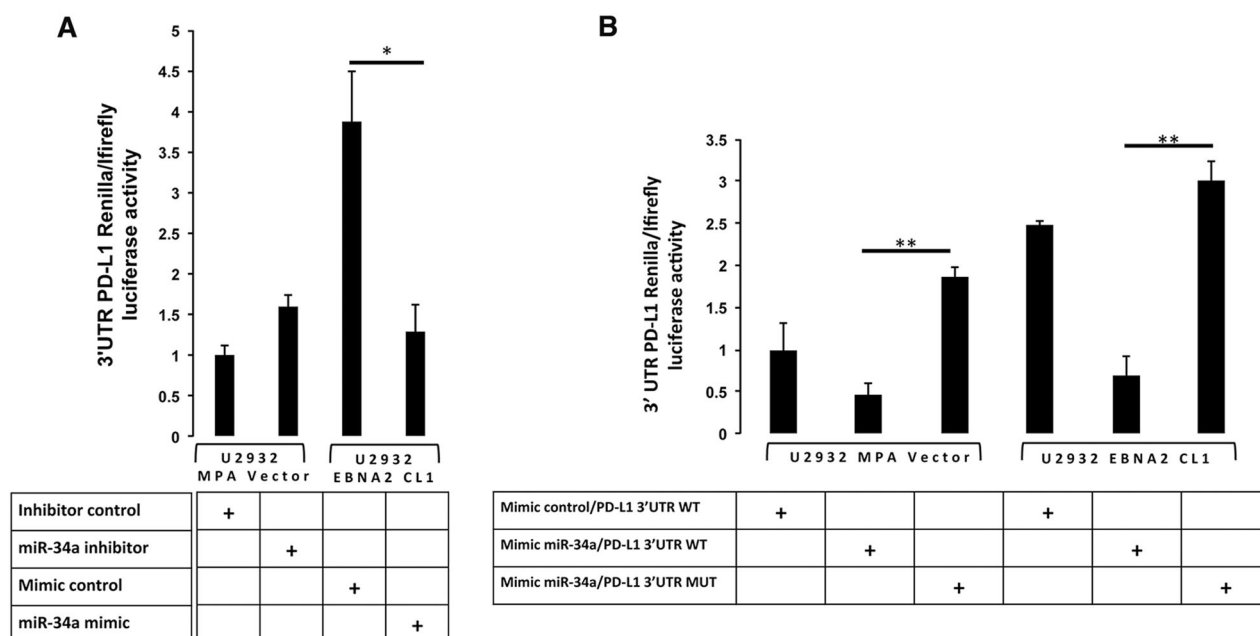 A
3'UTR PD-L1 Renilla/lfirefly
luciferase activity
5
4.5
4
3.5
3
2.5
2
1.5
1
0.5
0
*
U2932
MPA Vector
U2932
EBNA2 CL1
Inhibitor control +
miR-34a inhibitor +
Mimic control +
miR-34a mimic +
B
3' UTR PD-L1 Renilla/lfirefly
luciferase activity
3.5
3
2.5
2
1.5
1
0.5
0
**
**
U2932 MPA Vector
U2932 EBNA2 CL1
Mimic control/PD-L1 3'UTR WT + +
Mimic miR-34a/PD-L1 3'UTR WT + +
Mimic miR-34a/PD-L1 3'UTR MUT + +